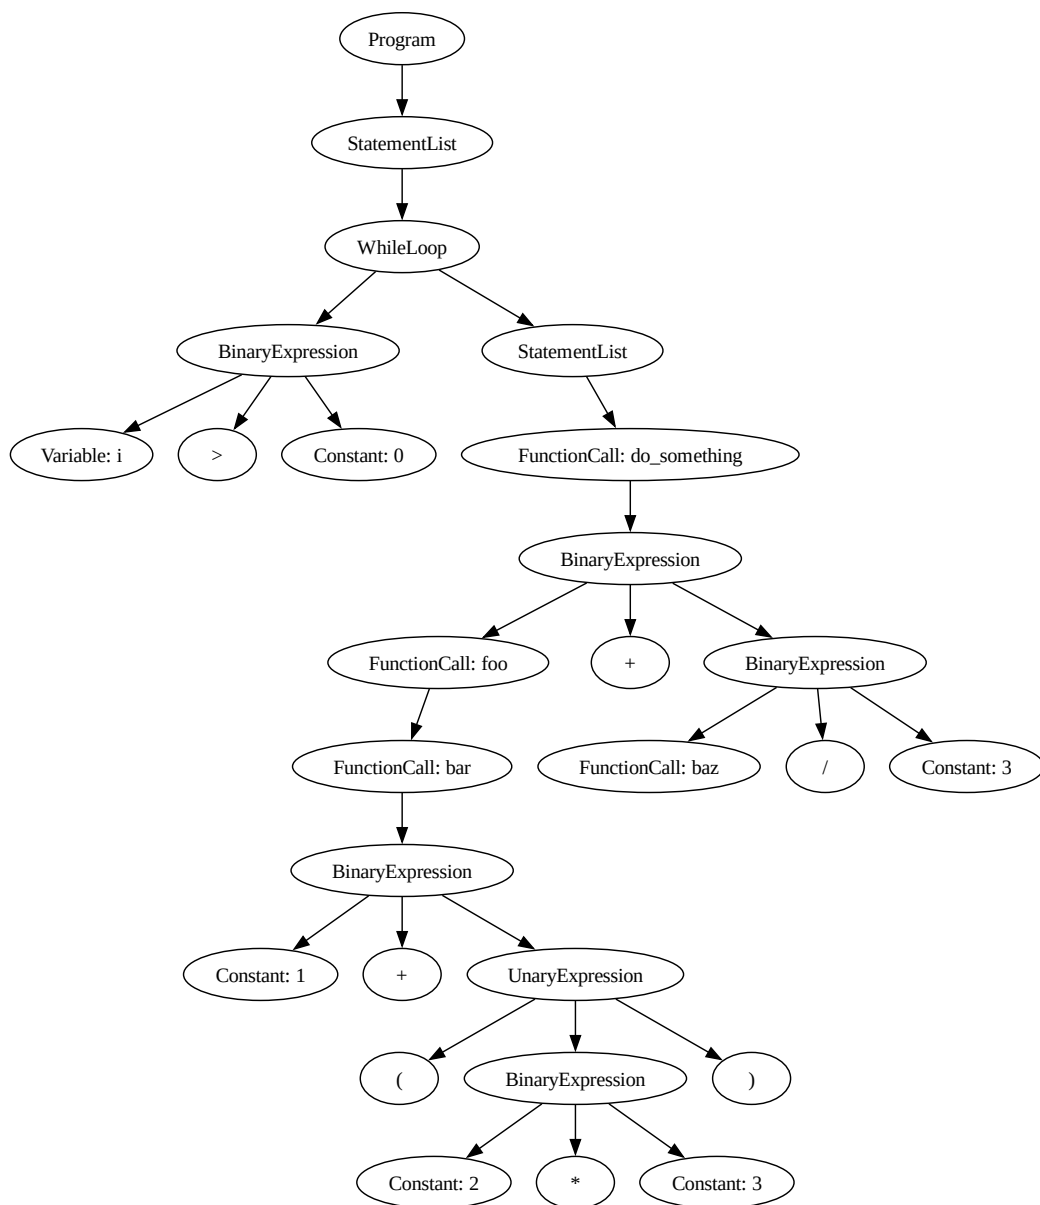 Program
StatementList
WhileLoop
BinaryExpression
StatementList
Variable: i
>
Constant: 0
FunctionCall: do_something
BinaryExpression
FunctionCall: foo
+
BinaryExpression
FunctionCall: bar
FunctionCall: baz
/
Constant: 3
BinaryExpression
Constant: 1
+
UnaryExpression
(
BinaryExpression
)
Constant: 2
*
Constant: 3